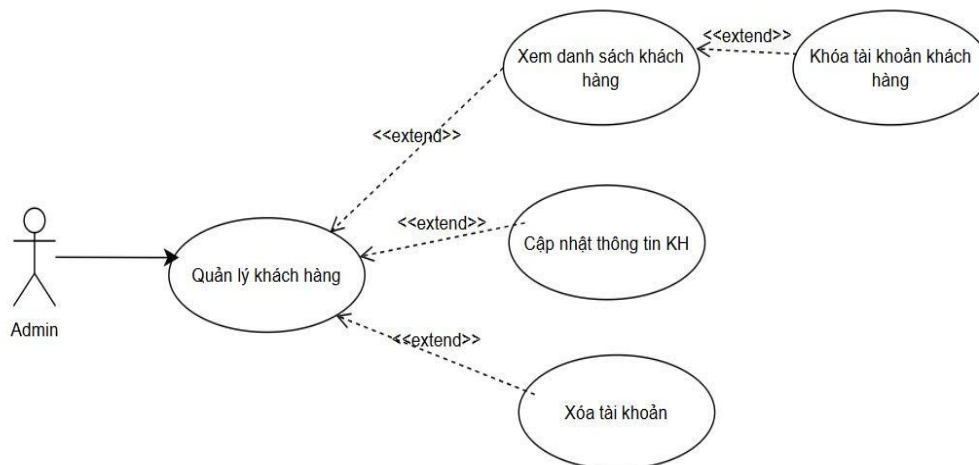 Xem danh sách khách
hàng
<<extend>>
Khóa tài khoản khách
hàng
<<extend>>
<<extend>>
Cập nhật thông tin KH
Quản lý khách hàng
Admin
<<extend>>
Xóa tài khoản